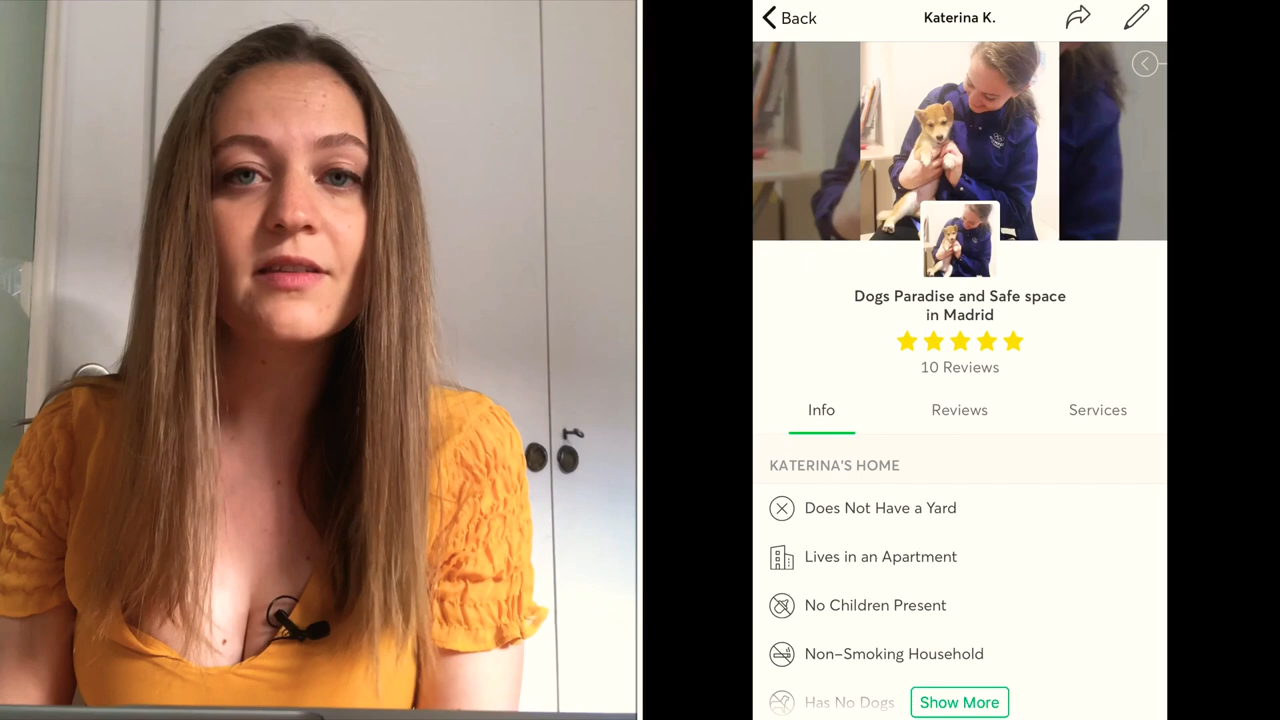 Back
Katerina K.
Dogs Paradise and Safe space
in Madrid
10 Reviews
Info
Reviews
Services
KATERINA'S HOME
Does Not Have a Yard
Lives in an Apartment
No Children Present
Non-Smoking Household
Has No Dogs
Show More